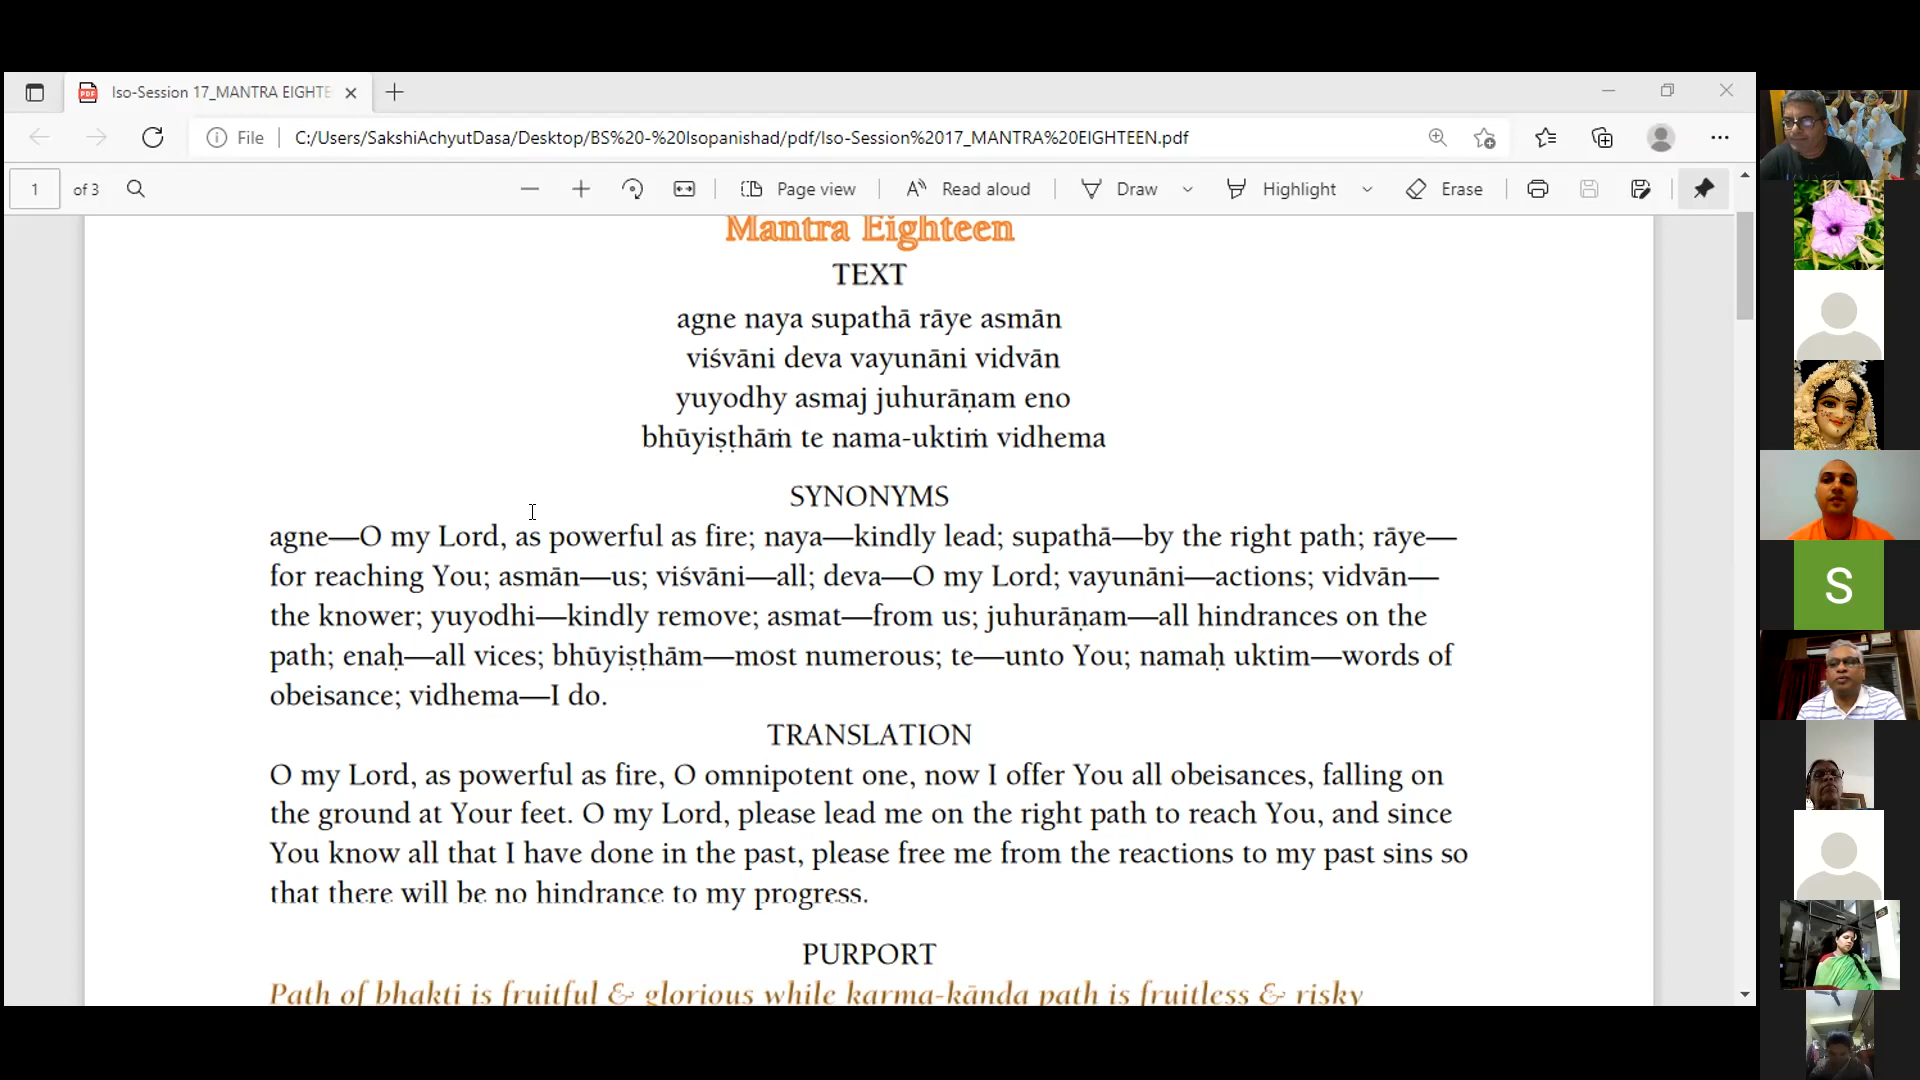 Iso-Session 17_MANTRA EIGHTE
File C:/Users/SakshiAchyutDasa/Desktop/BS%20-%20Isopanishad/pdf/Iso-Session%2017_MANTRA%20EIGHTEEN.pdf
1 of 3 Page view Read aloud Draw Highlight Erase
Mantra Eighteen
TEXT
agne naya supathā rāye asmān
viśvāni deva vayunāni vidvān
yuyodhy asmaj juhurāṇam eno
bhūyiṣṭhāṁ te nama-uktiṁ vidhema
SYNONYMS
agne—O my Lord, as powerful as fire; naya—kindly lead; supathā—by the right path; rāye—
for reaching You; asmān—us; viśvāni—all; deva—O my Lord; vayunāni—actions; vidvān—
the knower; yuyodhi—kindly remove; asmat—from us; juhurāṇam—all hindrances on the
path; enaḥ—all vices; bhūyiṣṭhām—most numerous; te—unto You; namaḥ uktim—words of
obeisance; vidhema—I do.
TRANSLATION
O my Lord, as powerful as fire, O omnipotent one, now I offer You all obeisances, falling on
the ground at Your feet. O my Lord, please lead me on the right path to reach You, and since
You know all that I have done in the past, please free me from the reactions to my past sins so
that there will be no hindrance to my progress.
PURPORT
Path of bhakti is fruitful & glorious while karma-kānda path is fruitless & risky
S